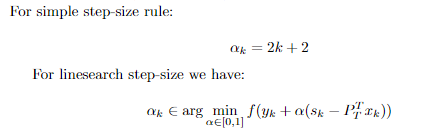 For simple step-size rule:
αₖ = 2k + 2
For linesearch step-size we have:
αₖ ∈ arg min_{α∈[0,1]} f(yₖ + α(sₖ − P_T^T xₖ))